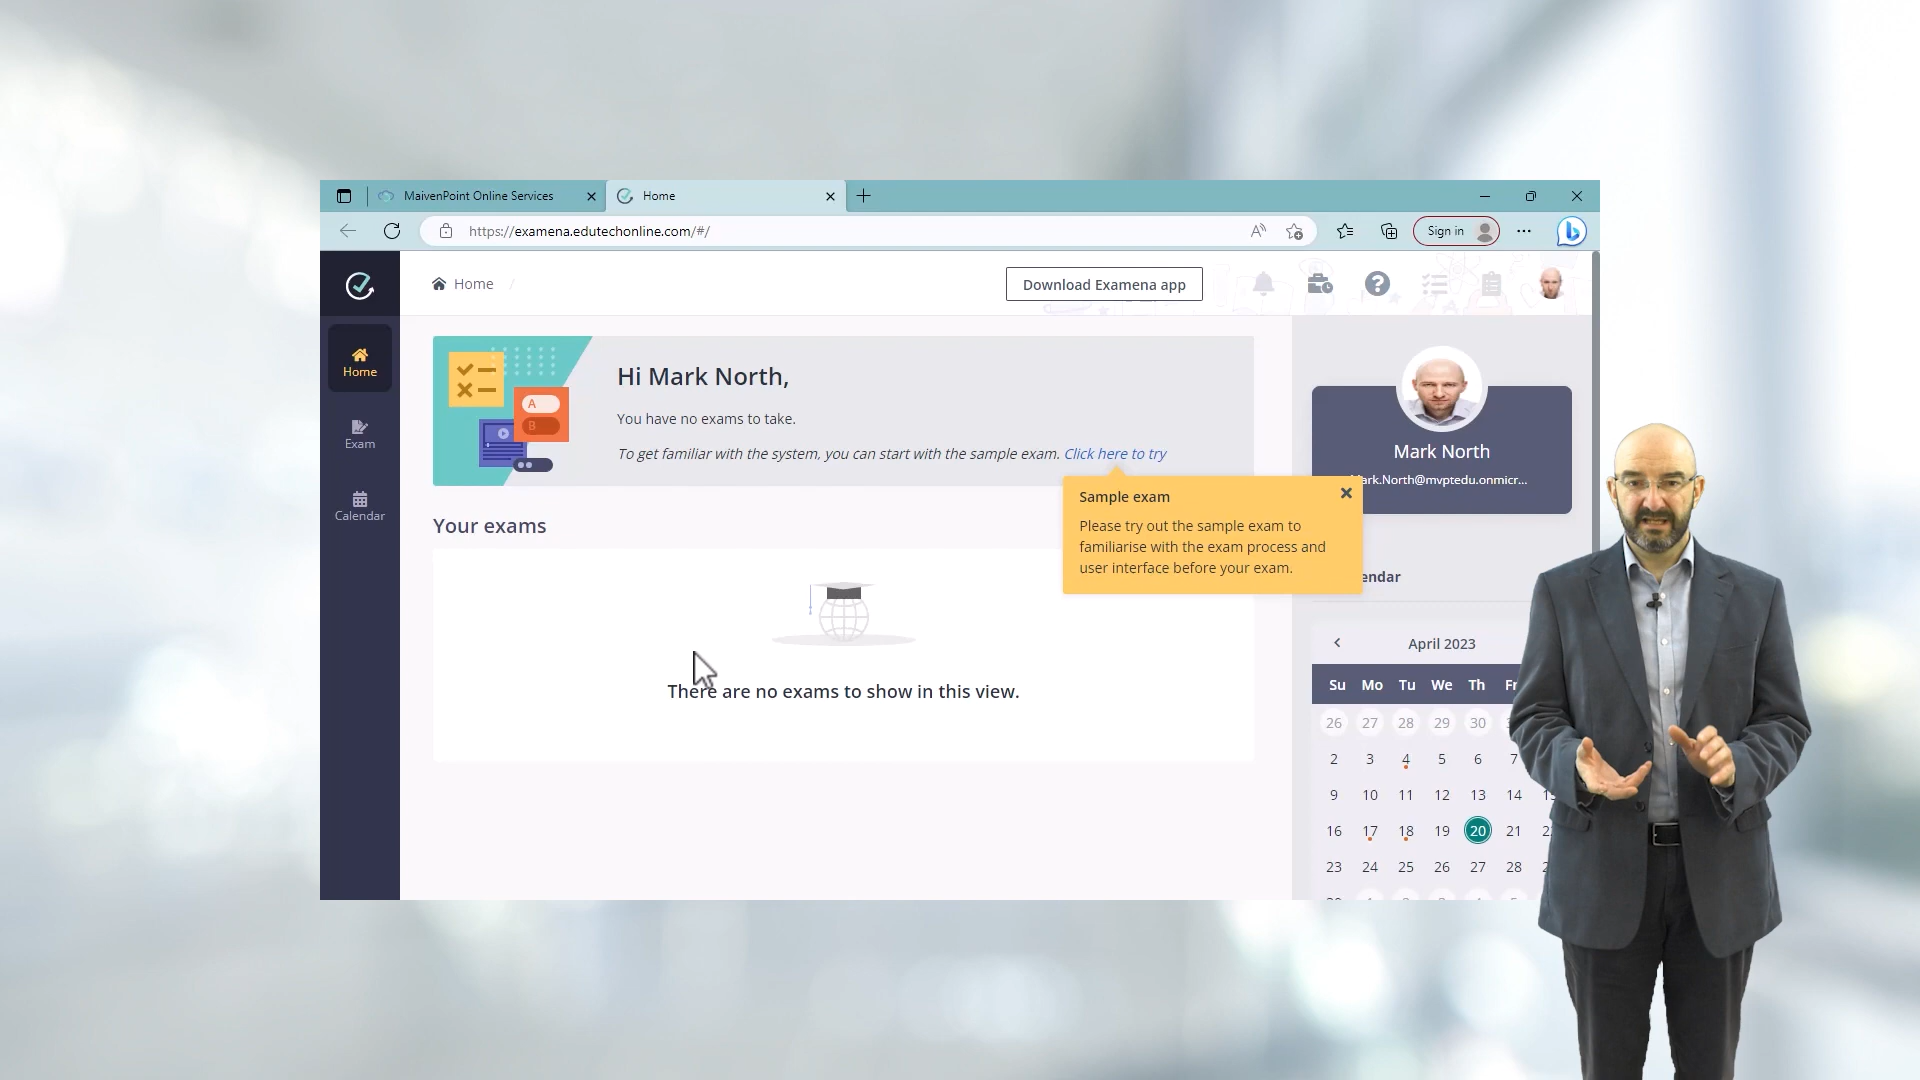 MaivenPoint Online Services
Home
https://examena.edutechonline.com/#/
Sign in
Home /
Download Examena app
Home
Exam
Calendar
A
B
Hi Mark North,
You have no exams to take.
To get familiar with the system, you can start with the sample exam. Click here to try
Sample exam
Please try out the sample exam to
familiarise with the exam process and
user interface before your exam.
Your exams
There are no exams to show in this view.
Mark North
ark.North@mvptedu.onmicr...
endar
April 2023
Su Mo Tu We Th Fr
26 27 28 29 30
2 3 4 5 6 7
9 10 11 12 13 14
16 17 18 19 20 21
23 24 25 26 27 28